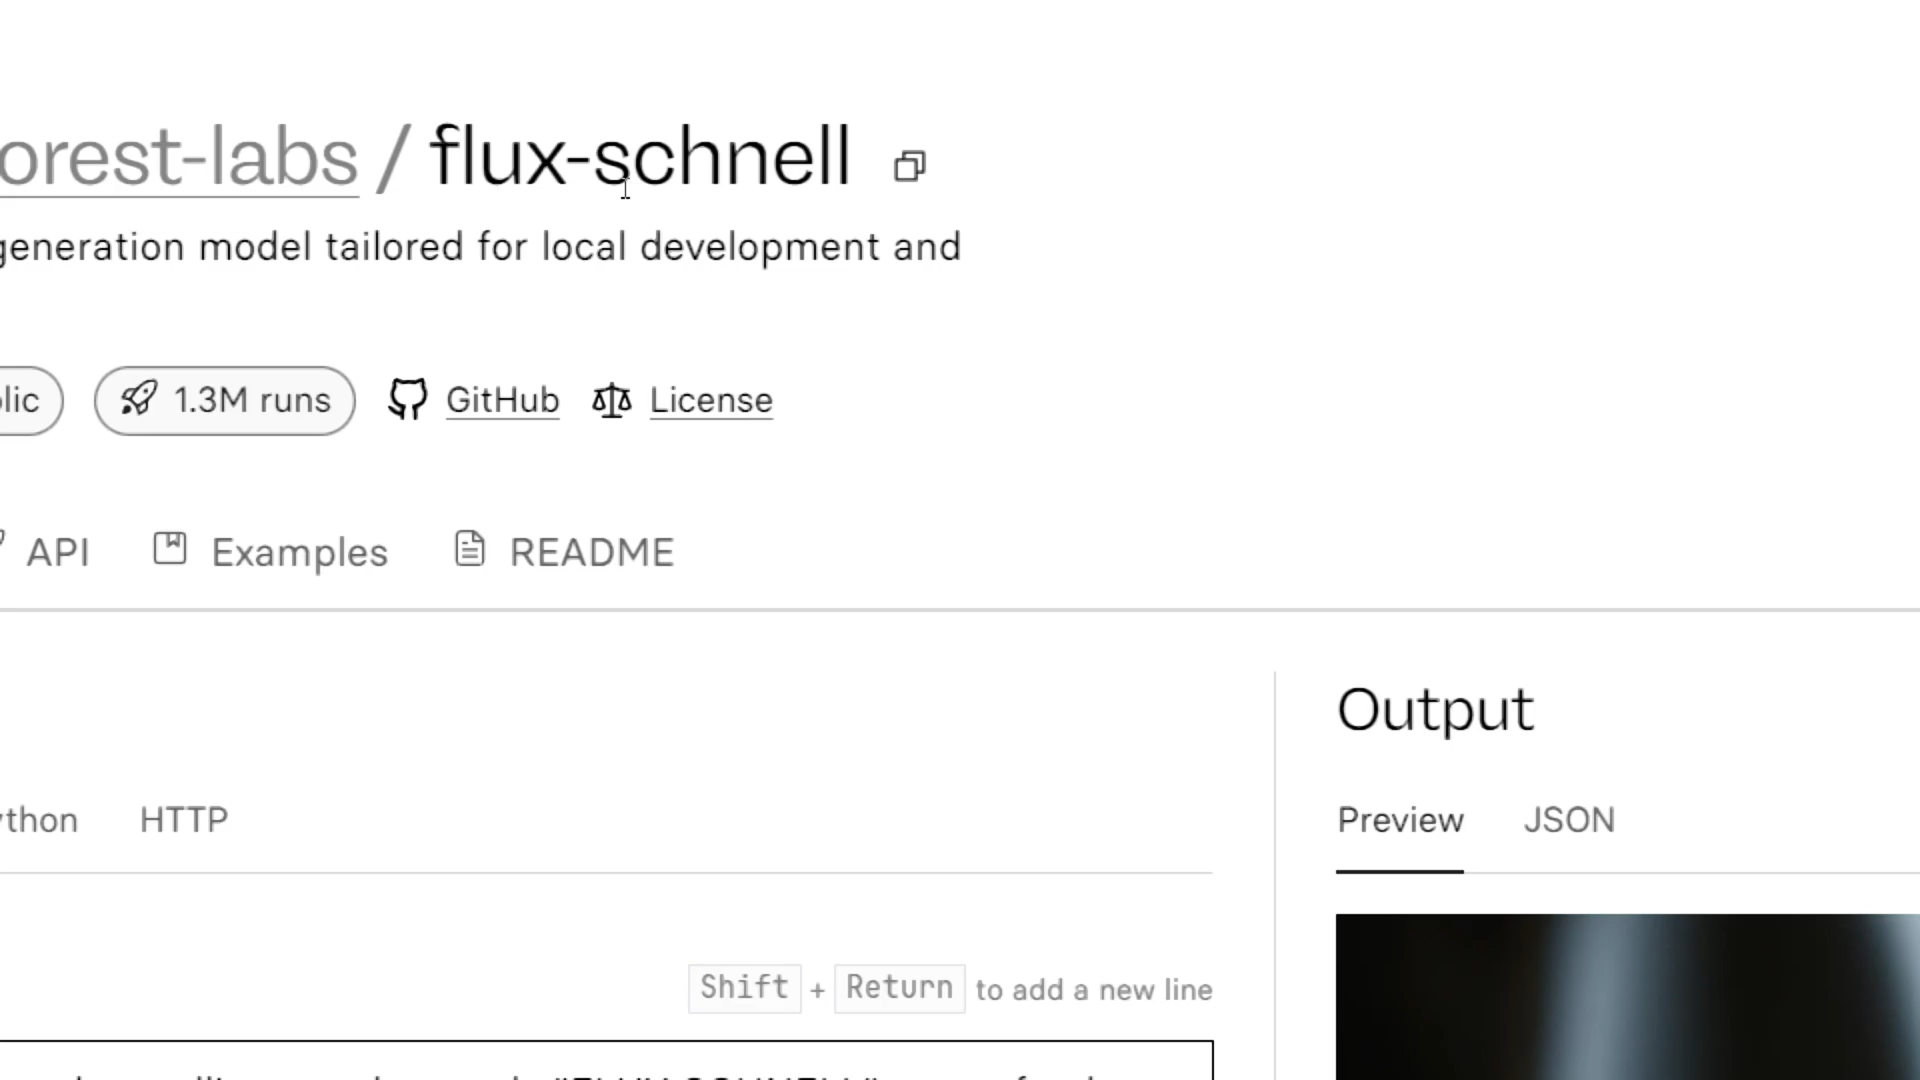 orest-labs / flux-schnell
generation model tailored for local development and
lic 1.3M runs GitHub License
API Examples README
Output
ython HTTP
Preview JSON
Shift + Return to add a new line